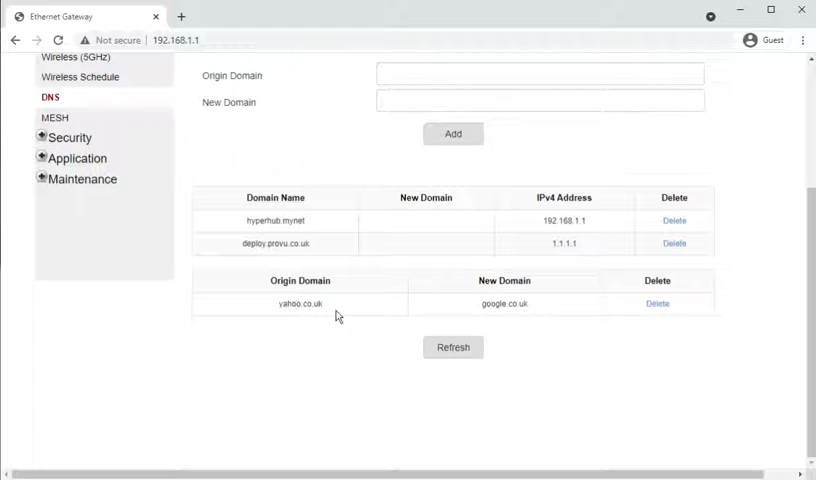 Ethernet Gateway
Not secure 192.168.1.1 Guest
Wireless (5GHz)
Wireless Schedule
DNS
MESH
Security
Application
Maintenance
Origin Domain
New Domain
Add
Domain Name New Domain IPv4 Address Delete
hyperhub.mynet 192.168.1.1 Delete
deploy.provu.co.uk 1.1.1.1 Delete
Origin Domain New Domain Delete
yahoo.co.uk google.co.uk Delete
Refresh